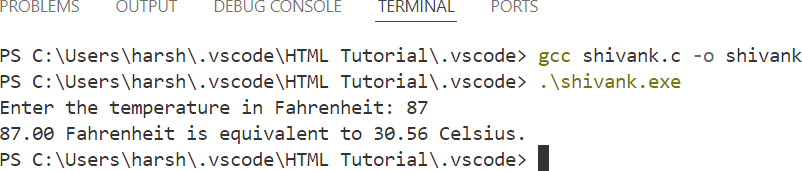 PROBLEMS OUTPUT DEBUG CONSOLE TERMINAL PORTS
PS C:\Users\harsh\.vscode\HTML Tutorial\.vscode> gcc shivank.c -o shivank
PS C:\Users\harsh\.vscode\HTML Tutorial\.vscode> .\shivank.exe
Enter the temperature in Fahrenheit: 87
87.00 Fahrenheit is equivalent to 30.56 Celsius.
PS C:\Users\harsh\.vscode\HTML Tutorial\.vscode>